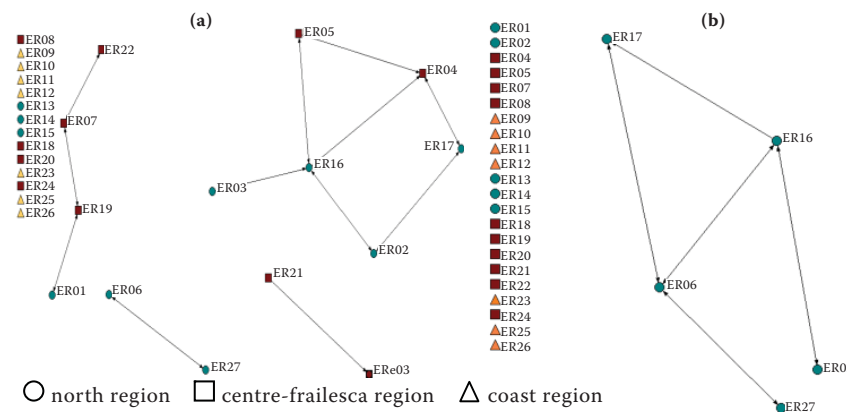 (a)
ER08
ER09
ER10
ER11
ER12
ER13
ER14
ER15
ER18
ER20
ER23
ER24
ER25
ER26
ER22
ER07
ER19
ER01
ER06
ER27
ER05
ER04
ER17
ER16
ER03
ER02
ER21
ERe03
(b)
ER01
ER02
ER04
ER05
ER07
ER08
ER09
ER10
ER11
ER12
ER13
ER14
ER15
ER18
ER19
ER20
ER21
ER22
ER23
ER24
ER25
ER26
ER17
ER16
ER06
ER0
ER27
north region centre-frailesca region coast region